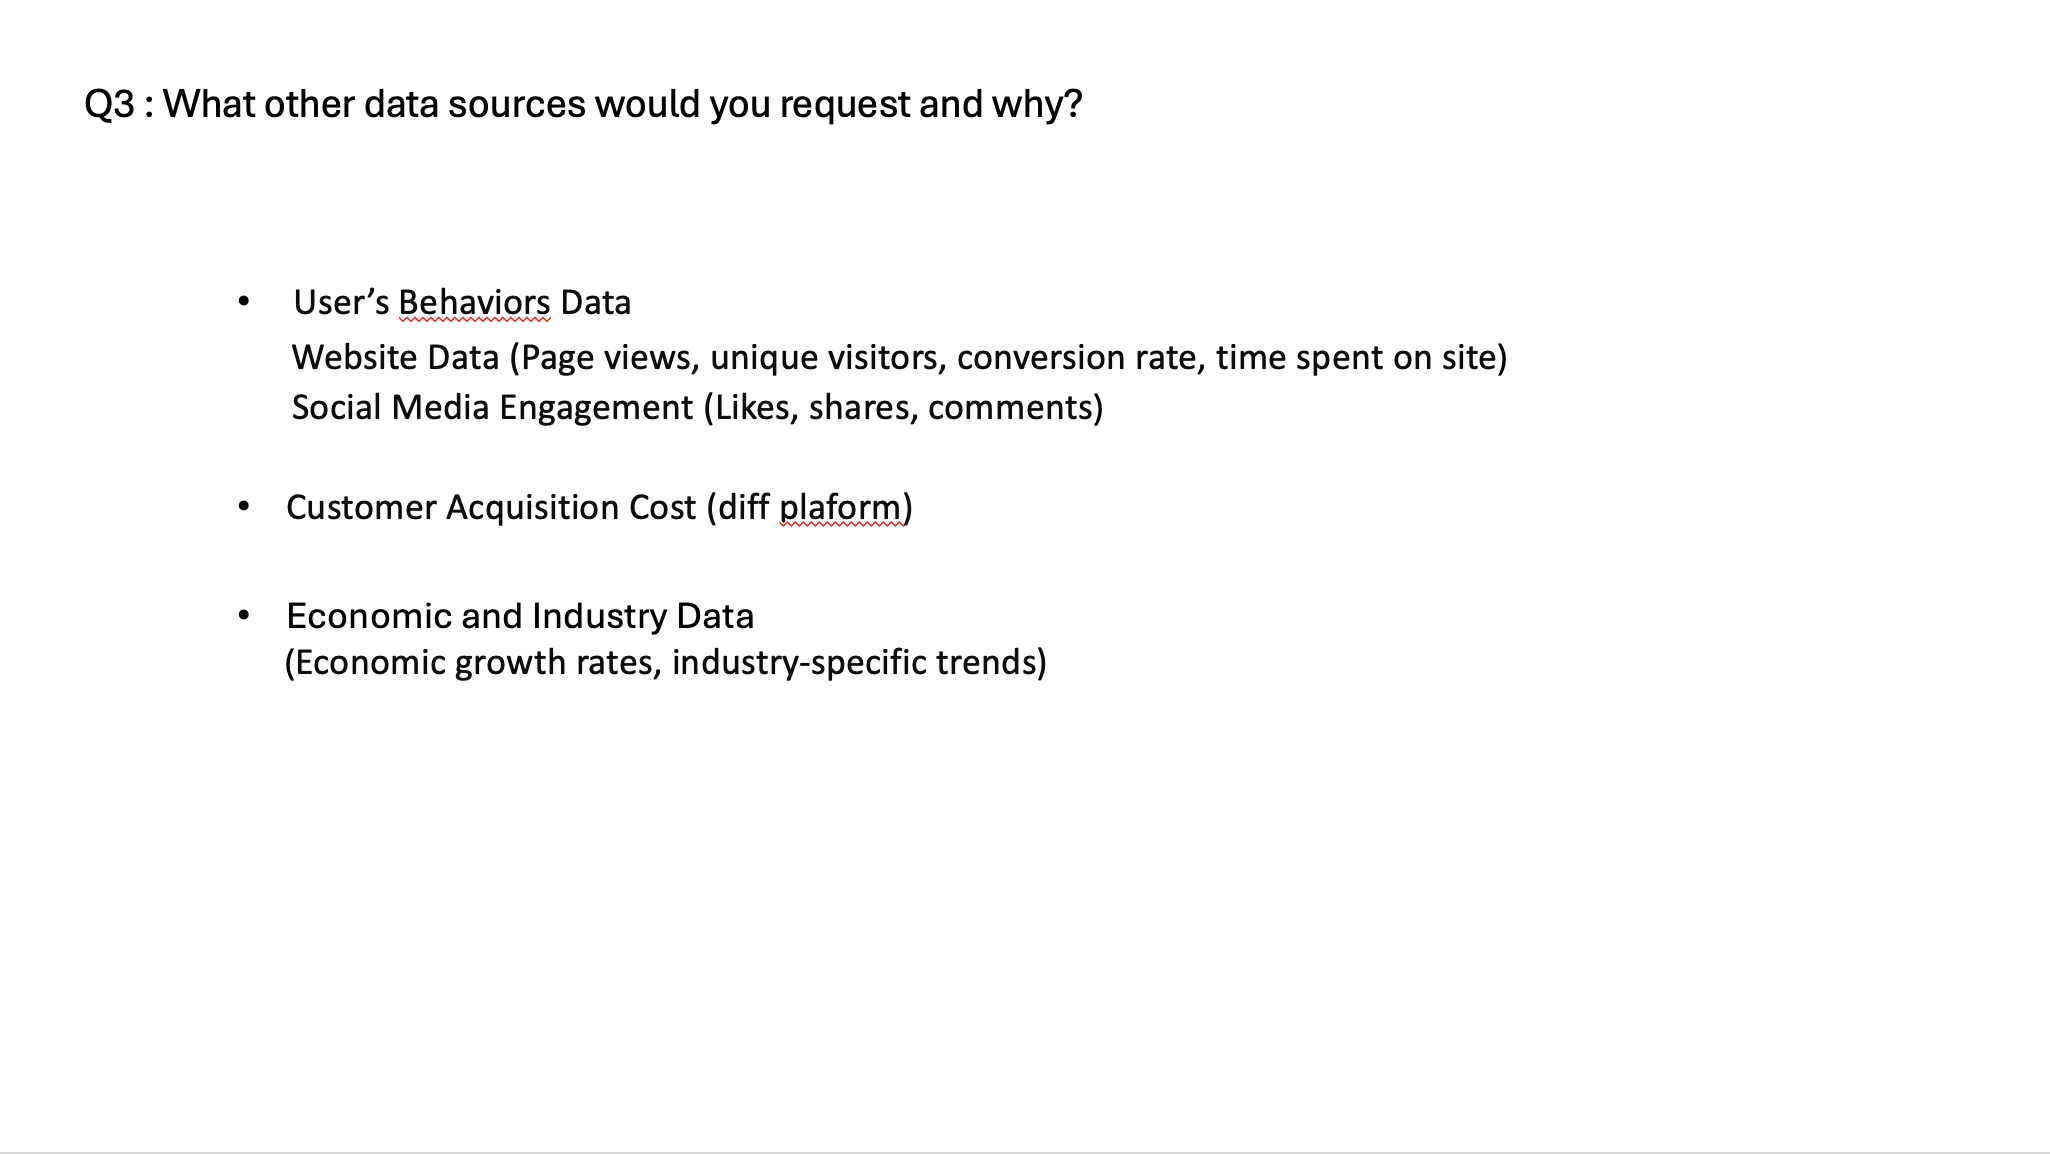 Q3 : What other data sources would you request and why?
• User’s Behaviors Data
Website Data (Page views, unique visitors, conversion rate, time spent on site)
Social Media Engagement (Likes, shares, comments)
• Customer Acquisition Cost (diff plaform)
• Economic and Industry Data
(Economic growth rates, industry-specific trends)